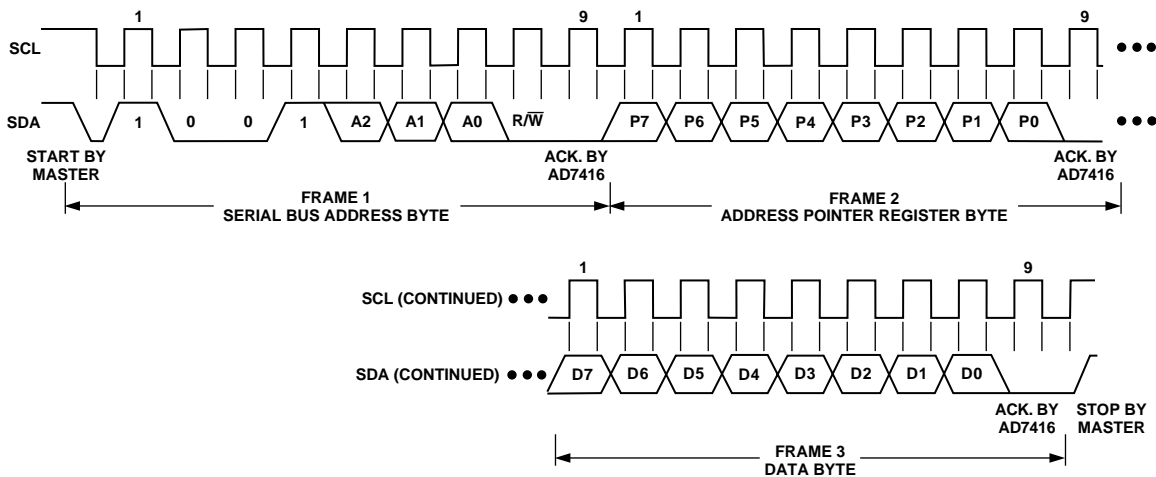 1 9 1 9
SCL
SDA 1 0 0 1 A2 A1 A0 R/W̅ P7 P6 P5 P4 P3 P2 P1 P0
START BY
MASTER
ACK. BY
AD7416
ACK. BY
AD7416
FRAME 1
SERIAL BUS ADDRESS BYTE
FRAME 2
ADDRESS POINTER REGISTER BYTE
1 9
SCL (CONTINUED)
SDA (CONTINUED) D7 D6 D5 D4 D3 D2 D1 D0
ACK. BY
AD7416
STOP BY
MASTER
FRAME 3
DATA BYTE